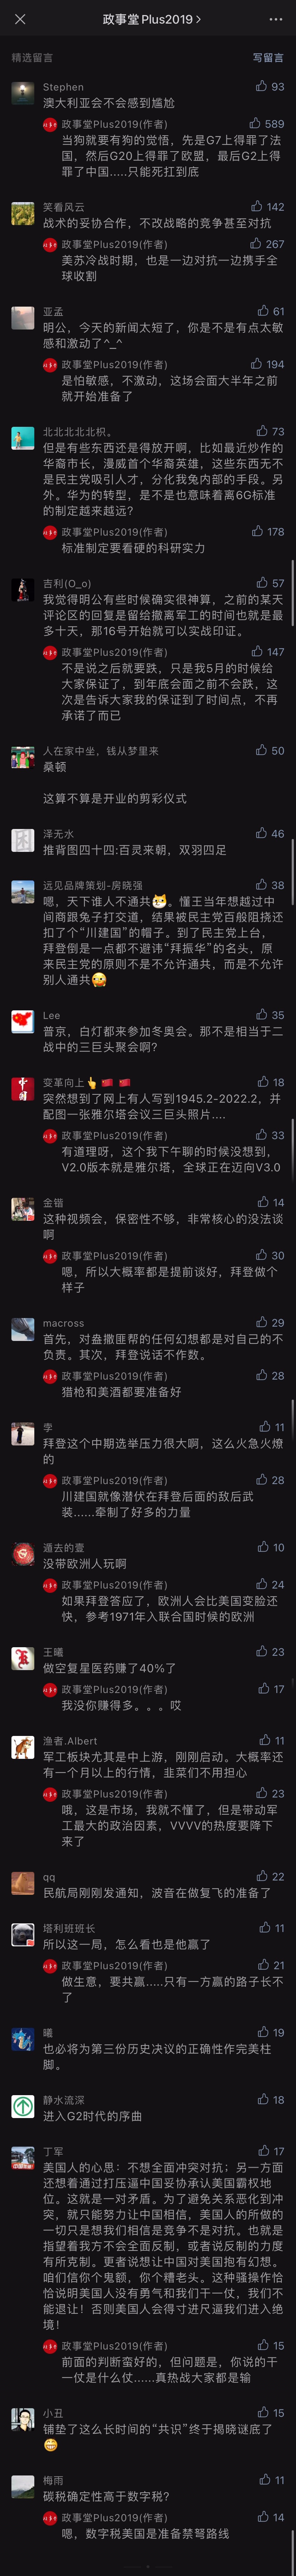 政事堂Plus2019
精选留言
写留言
Stephen
93
澳大利亚会不会感到尴尬
政事堂Plus2019(作者)
589
当狗就要有狗的觉悟，先是G7上得罪了法
国，然后G20上得罪了欧盟，最后G2上得
罪了中国.....只能死扛到底
笑看风云
142
战术的妥协合作，不改战略的竞争甚至对抗
政事堂Plus2019(作者)
267
美苏冷战时期，也是一边对抗一边携手全
球收割
亚孟
61
明公，今天的新闻太短了，你是不是有点太敏
感和激动了^_^
政事堂Plus2019(作者)
194
是怕敏感，不激动，这场会面大半年之前
就开始准备了
北北北北北枳。
73
但是有些东西还是得放开啊，比如最近炒作的
华裔市长，漫威首个华裔英雄，这些东西无不
是民主党吸引人才，分化我兔内部的手段。另
外。华为的转型，是不是也意味着离6G标准
的制定越来越远？
政事堂Plus2019(作者)
178
标准制定要看硬的科研实力
吉利(O_o)
57
我觉得明公有些时候确实很神算，之前的某天
评论区的回复是留给撤离军工的时间也就是最
多十天，那16号开始就可以实战印证。
政事堂Plus2019(作者)
147
不是说之后就要跌，只是我5月的时候给
大家保证了，到年底会面之前不会跌，这
次是告诉大家我的保证到了时间点，不再
承诺了而已
人在家中坐，钱从梦里来
50
桑顿
这算不算是开业的剪彩仪式
泽无水
46
推背图四十四:百灵来朝，双羽四足
远见品牌策划-房晓强
38
嗯，天下谁人不通共。懂王当年想越过中
间商跟兔子打交道，结果被民主党百般阻挠还
扣了个“川建国”的帽子。到了民主党上台，
拜登倒是一点都不避讳“拜振华”的名头，原
来民主党的原则不是不允许通共，而是不允许
别人通共
Lee
35
普京，白灯都来参加冬奥会。那不是相当于二
战中的三巨头聚会啊？
变革向上👆🇨🇳 🇨🇳
18
突然想到了网上有人写到1945.2-2022.2，并
配图一张雅尔塔会议三巨头照片....
政事堂Plus2019(作者)
33
有道理呀，这个我下午聊的时候没想到，
V2.0版本就是雅尔塔，全球正在迈向V3.0
金锴
14
这种视频会，保密性不够，非常核心的没法谈
啊
政事堂Plus2019(作者)
30
嗯，所以大概率都是提前谈好，拜登做个
样子
macross
29
首先，对盎撒匪帮的任何幻想都是对自己的不
负责。其次，拜登说话不作数。
政事堂Plus2019(作者)
28
猎枪和美酒都要准备好
李
11
拜登这个中期选举压力很大啊，这么火急火燎
的
政事堂Plus2019(作者)
28
川建国就像潜伏在拜登后面的敌后武
装......牵制了好多的力量
遁去的壹
10
没带欧洲人玩啊
政事堂Plus2019(作者)
24
如果拜登答应了，欧洲人会比美国变脸还
快，参考1971年入联合国时候的欧洲
王曦
23
做空复星医药赚了40%了
政事堂Plus2019(作者)
17
我没你赚得多。。。哎
渔者.Albert
11
军工板块尤其是中上游，刚刚启动。大概率还
有一个月以上的行情，韭菜们不用担心
政事堂Plus2019(作者)
23
哦，这是市场，我就不懂了，但是带动军
工最大的政治因素，VVVV的热度要降下
来了
qq
22
民航局刚刚发通知，波音在做复飞的准备了
塔利班班长
11
所以这一局，怎么看也是他赢了
政事堂Plus2019(作者)
21
做生意，要共赢.....只有一方赢的路子长不
了
曦
19
也必将为第三份历史决议的正确性作完美柱
脚。
静水流深
18
进入G2时代的序曲
丁军
17
美国人的心思：不想全面冲突对抗；另一方面
还想着通过打压逼中国妥协承认美国霸权地
位。这就是一对矛盾。为了避免关系恶化到冲
突，就只能努力让中国相信，美国人的所做的
一切只是想我们相信是竞争不是对抗。也就是
指望着我方不会全面反制，或者说反制的力度
有所克制。更者说想让中国对美国抱有幻想。
咱们信你个鬼额，你个糟老头。这种骚操作恰
恰说明美国人没有勇气和我们干一仗，我们不
能退让！否则美国人会得寸进尺逼我们进入绝
境！
政事堂Plus2019(作者)
15
前面的判断蛮好的，但问题是，你说的干
一仗是什么仗......真热战大家都是输
小丑
15
铺垫了这么长时间的“共识”终于揭晓谜底了
😁
梅雨
11
碳税确定性高于数字税？
政事堂Plus2019(作者)
14
嗯，数字税美国是准备禁弩路线